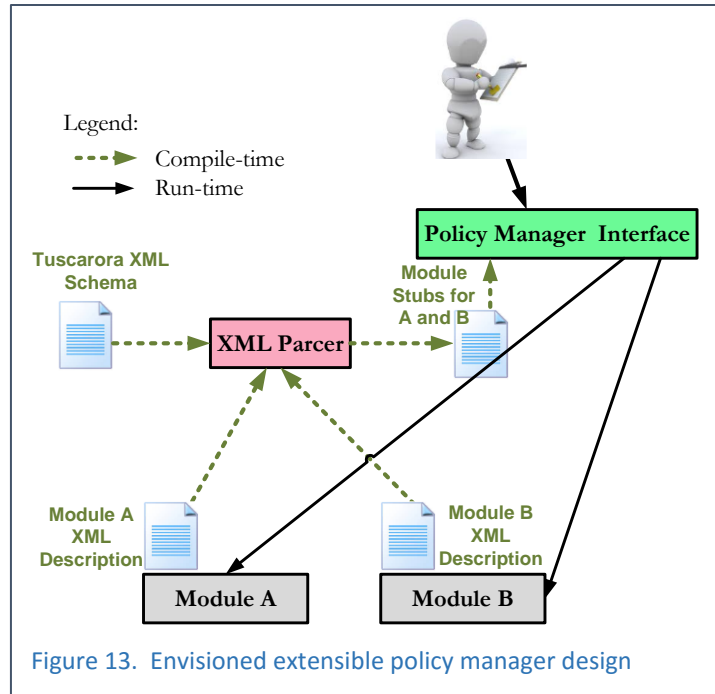 Legend:
Compile-time
Run-time
Policy Manager Interface
Tuscarora XML
Schema
Module
Stubs for
A and B
XML Parcer
Module A
XML
Description
Module B
XML
Description
Module A
Module B
Figure 13. Envisioned extensible policy manager design